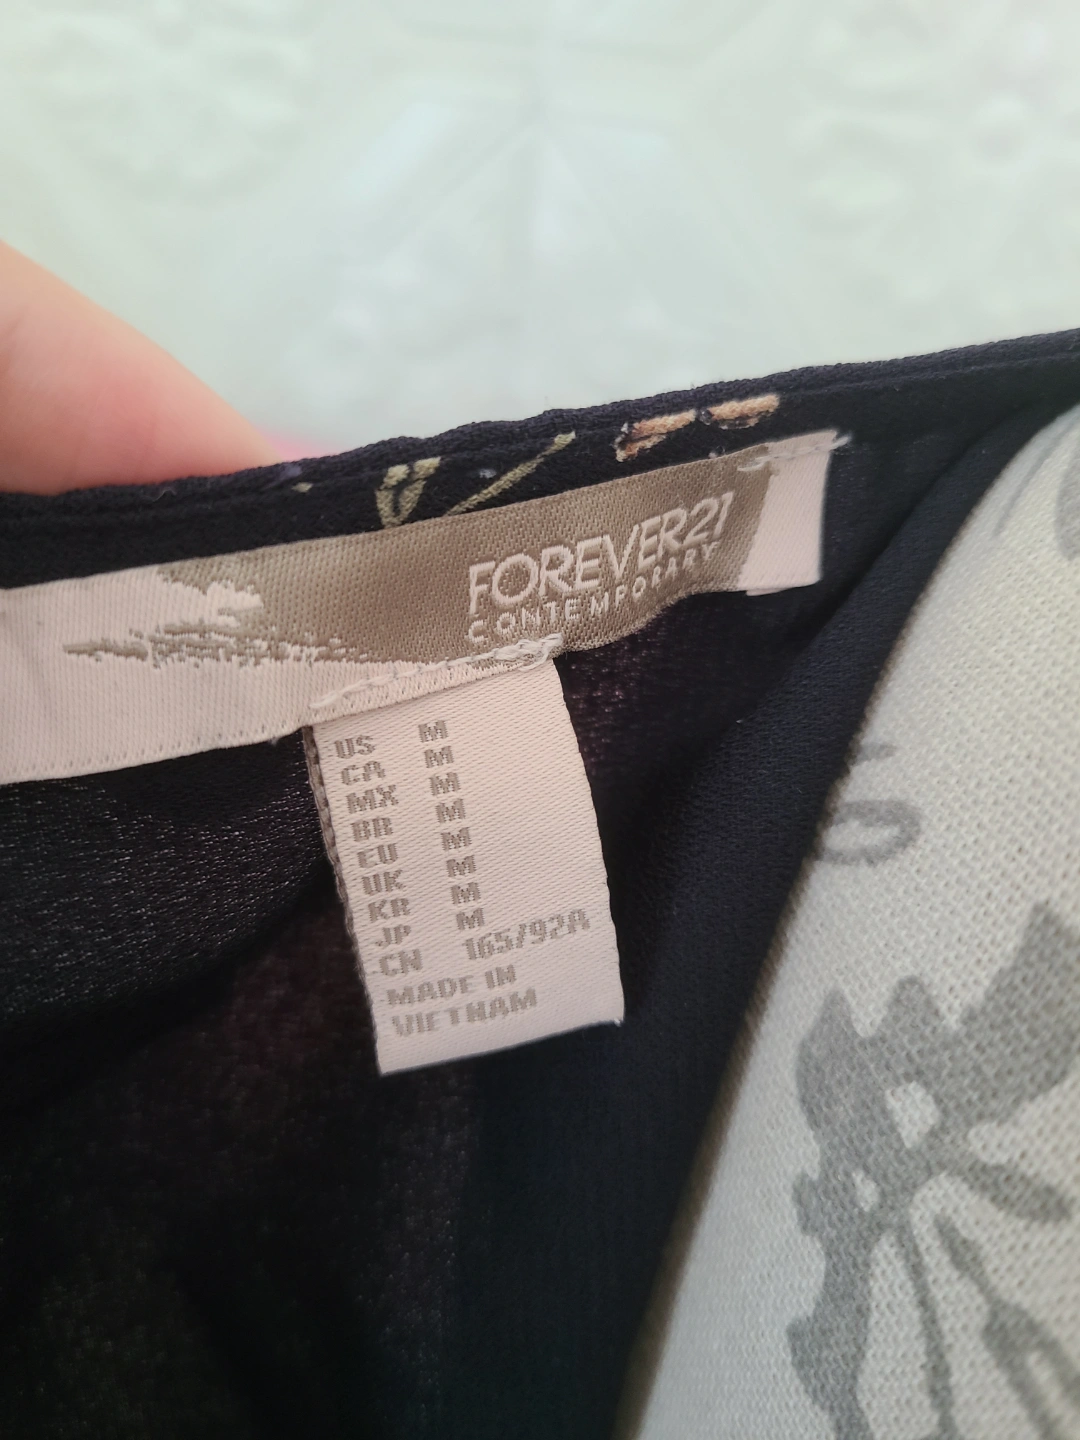 FOREVER21
CONTEMPORARY
US M
CA M
MX M
BR M
EU M
UK M
KR M
JP M
CN 165/92A
MADE IN
VIETNAM